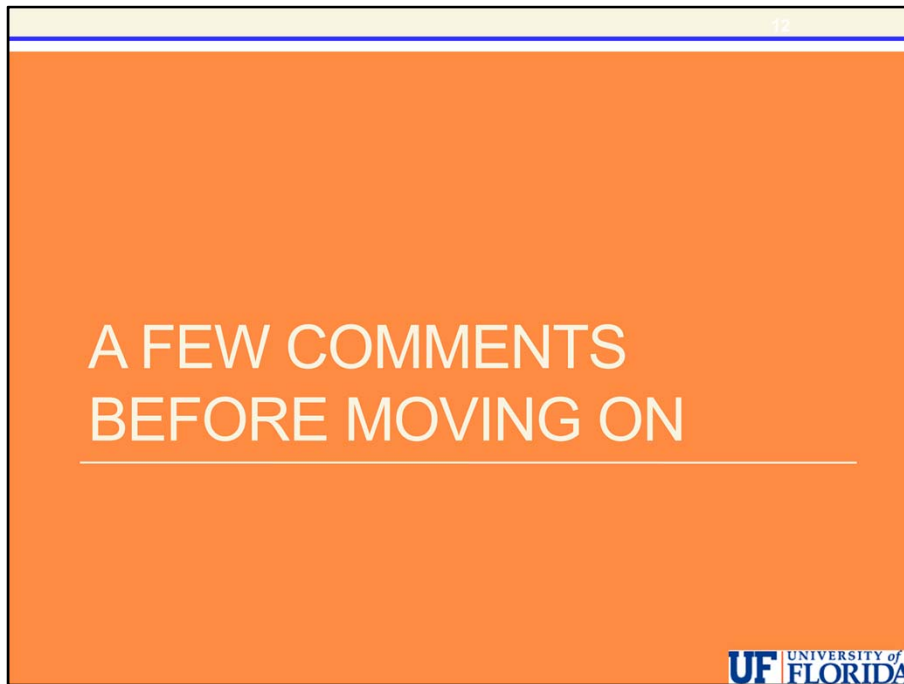 12
A FEW COMMENTS
BEFORE MOVING ON
UF UNIVERSITY of
FLORIDA